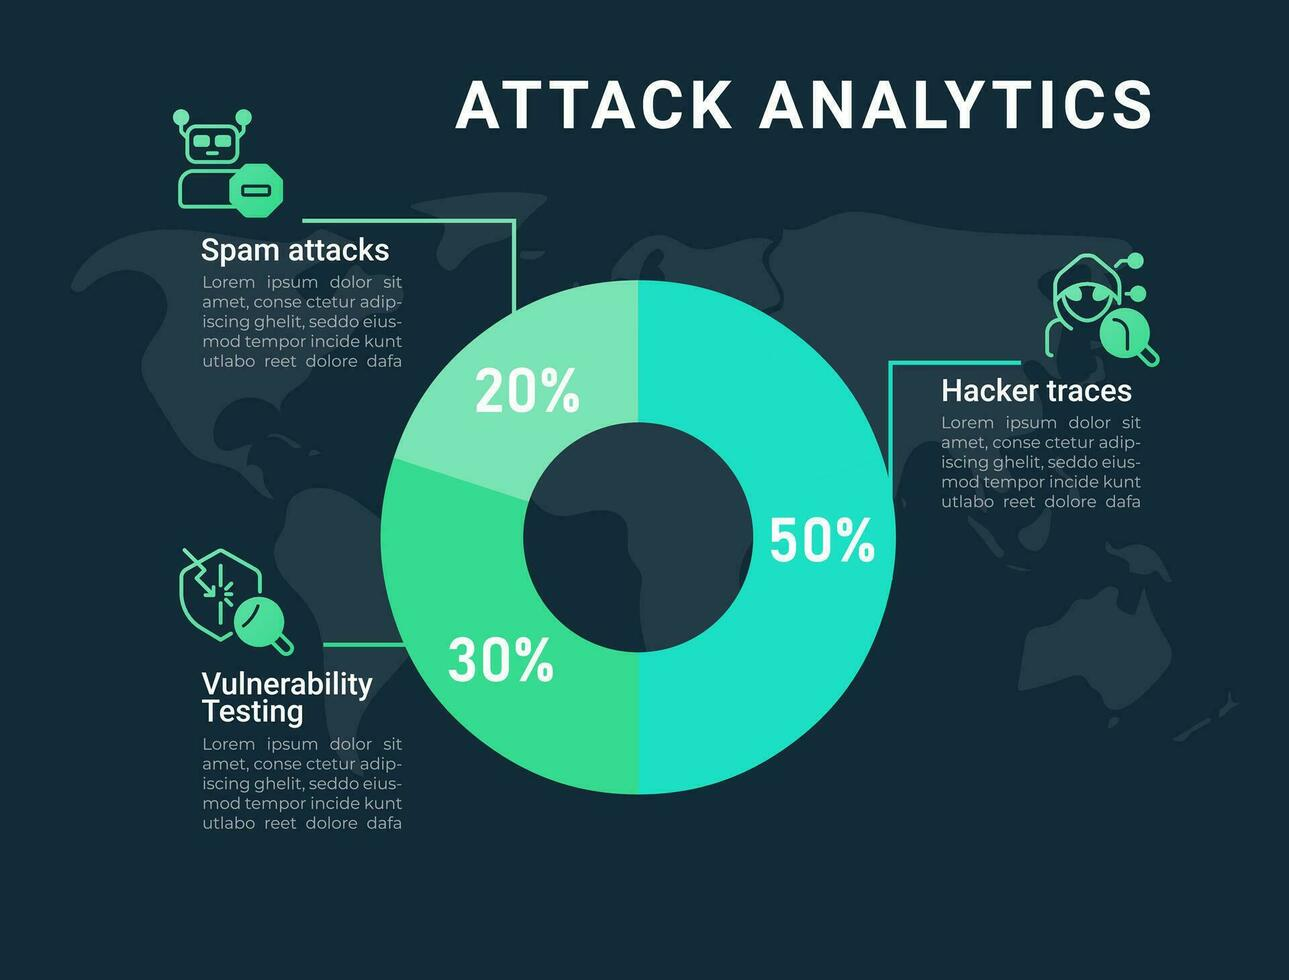 ATTACK ANALYTICS
Spam attacks
Lorem ipsum dolor sit
amet, conse ctetur adip-
iscing ghelit, seddo eius-
mod tempor incide kunt
utlabo reet dolore dafa
20%
Hacker traces
Lorem ipsum dolor sit
amet, conse ctetur adip-
iscing ghelit, seddo eius-
mod tempor incide kunt
utlabo reet dolore dafa
50%
30%
Vulnerability
Testing
Lorem ipsum dolor sit
amet, conse ctetur adip-
iscing ghelit, seddo eius-
mod tempor incide kunt
utlabo reet dolore dafa